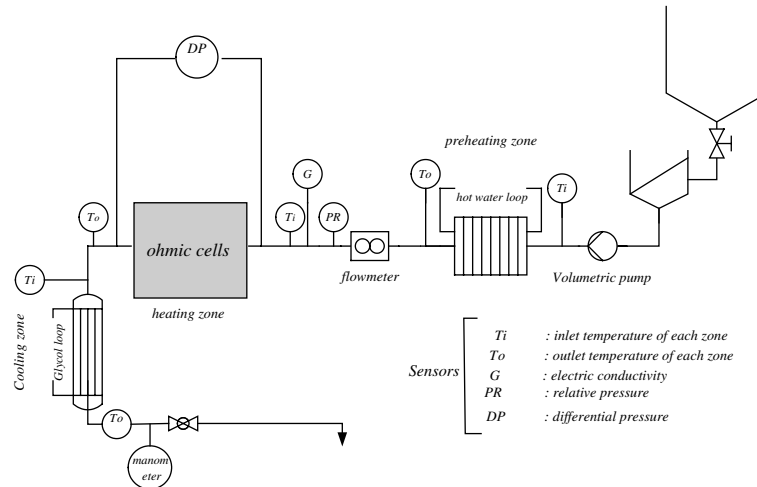 DP
preheating zone
G
To
hot water loop
Ti
To
Ti
PR
ohmic cells
flowmeter
Volumetric pump
Ti
heating zone
Cooling zone
Glycol loop
Sensors
Ti : inlet temperature of each zone
To : outlet temperature of each zone
G : electric conductivity
PR : relative pressure
DP : differential pressure
To
manom
eter